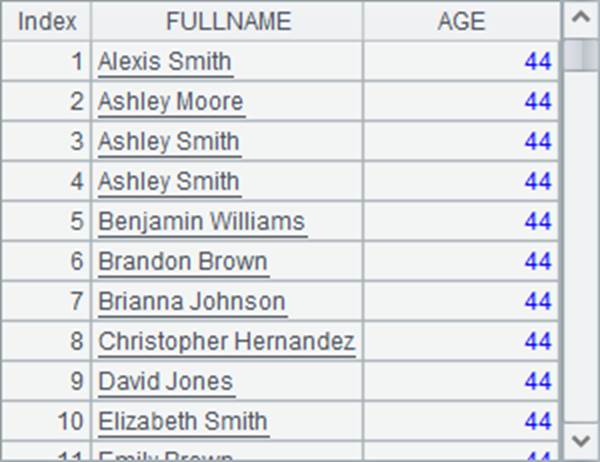 Index FULLNAME AGE
1 Alexis Smith 44
2 Ashley Moore 44
3 Ashley Smith 44
4 Ashley Smith 44
5 Benjamin Williams 44
6 Brandon Brown 44
7 Brianna Johnson 44
8 Christopher Hernandez 44
9 David Jones 44
10 Elizabeth Smith 44
11 Emily Brown 44